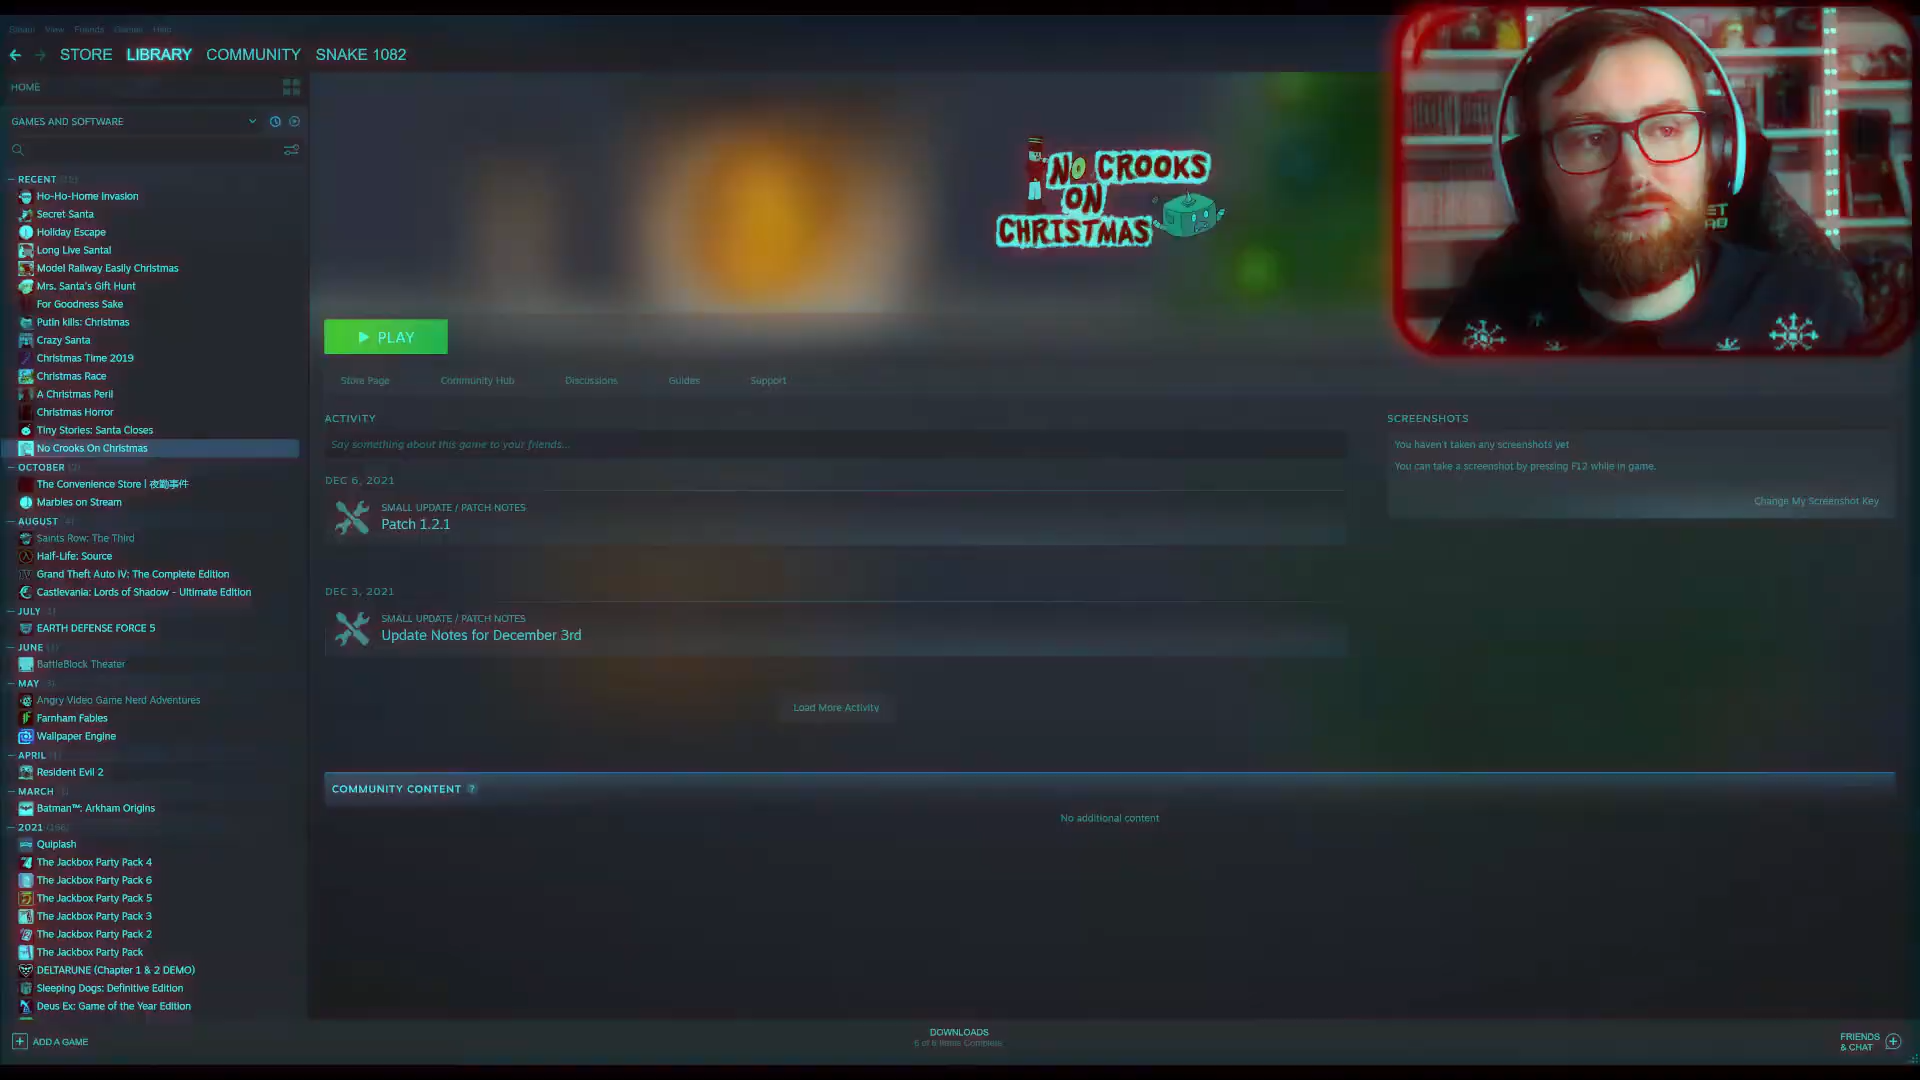 Steam View Friends Games Help
STORE LIBRARY COMMUNITY SNAKE 1082
HOME
GAMES AND SOFTWARE
RECENT
Ho-Ho-Home Invasion
Secret Santa
Holiday Escape
Long Live Santa!
Model Railway Easily Christmas
Mrs. Santa's Gift Hunt
For Goodness Sake
Putin kills: Christmas
Crazy Santa
Christmas Time 2019
Christmas Race
A Christmas Peril
Christmas Horror
Tiny Stories: Santa Closes
No Crooks On Christmas
OCTOBER
The Convenience Store | 夜勤事件
Marbles on Stream
AUGUST
Saints Row: The Third
Half-Life: Source
Grand Theft Auto IV: The Complete Edition
Castlevania: Lords of Shadow - Ultimate Edition
JULY
EARTH DEFENSE FORCE 5
JUNE
BattleBlock Theater
MAY
Angry Video Game Nerd Adventures
Farnham Fables
Wallpaper Engine
APRIL
Resident Evil 2
MARCH
Batman™: Arkham Origins
2021 (166)
Quiplash
The Jackbox Party Pack 4
The Jackbox Party Pack 6
The Jackbox Party Pack 5
The Jackbox Party Pack 3
The Jackbox Party Pack 2
The Jackbox Party Pack
DELTARUNE (Chapter 1 & 2 DEMO)
Sleeping Dogs: Definitive Edition
Deus Ex: Game of the Year Edition
ADD A GAME
NO CROOKS
ON
CHRISTMAS
PLAY
Store Page Community Hub Discussions Guides Support
ACTIVITY
Say something about this game to your friends...
DEC 6, 2021
SMALL UPDATE / PATCH NOTES
Patch 1.2.1
DEC 3, 2021
SMALL UPDATE / PATCH NOTES
Update Notes for December 3rd
Load More Activity
COMMUNITY CONTENT ?
No additional content
SCREENSHOTS
You haven't taken any screenshots yet
You can take a screenshot by pressing F12 while in game.
Change My Screenshot Key
DOWNLOADS
6 of 6 Items Complete
FRIENDS
& CHAT